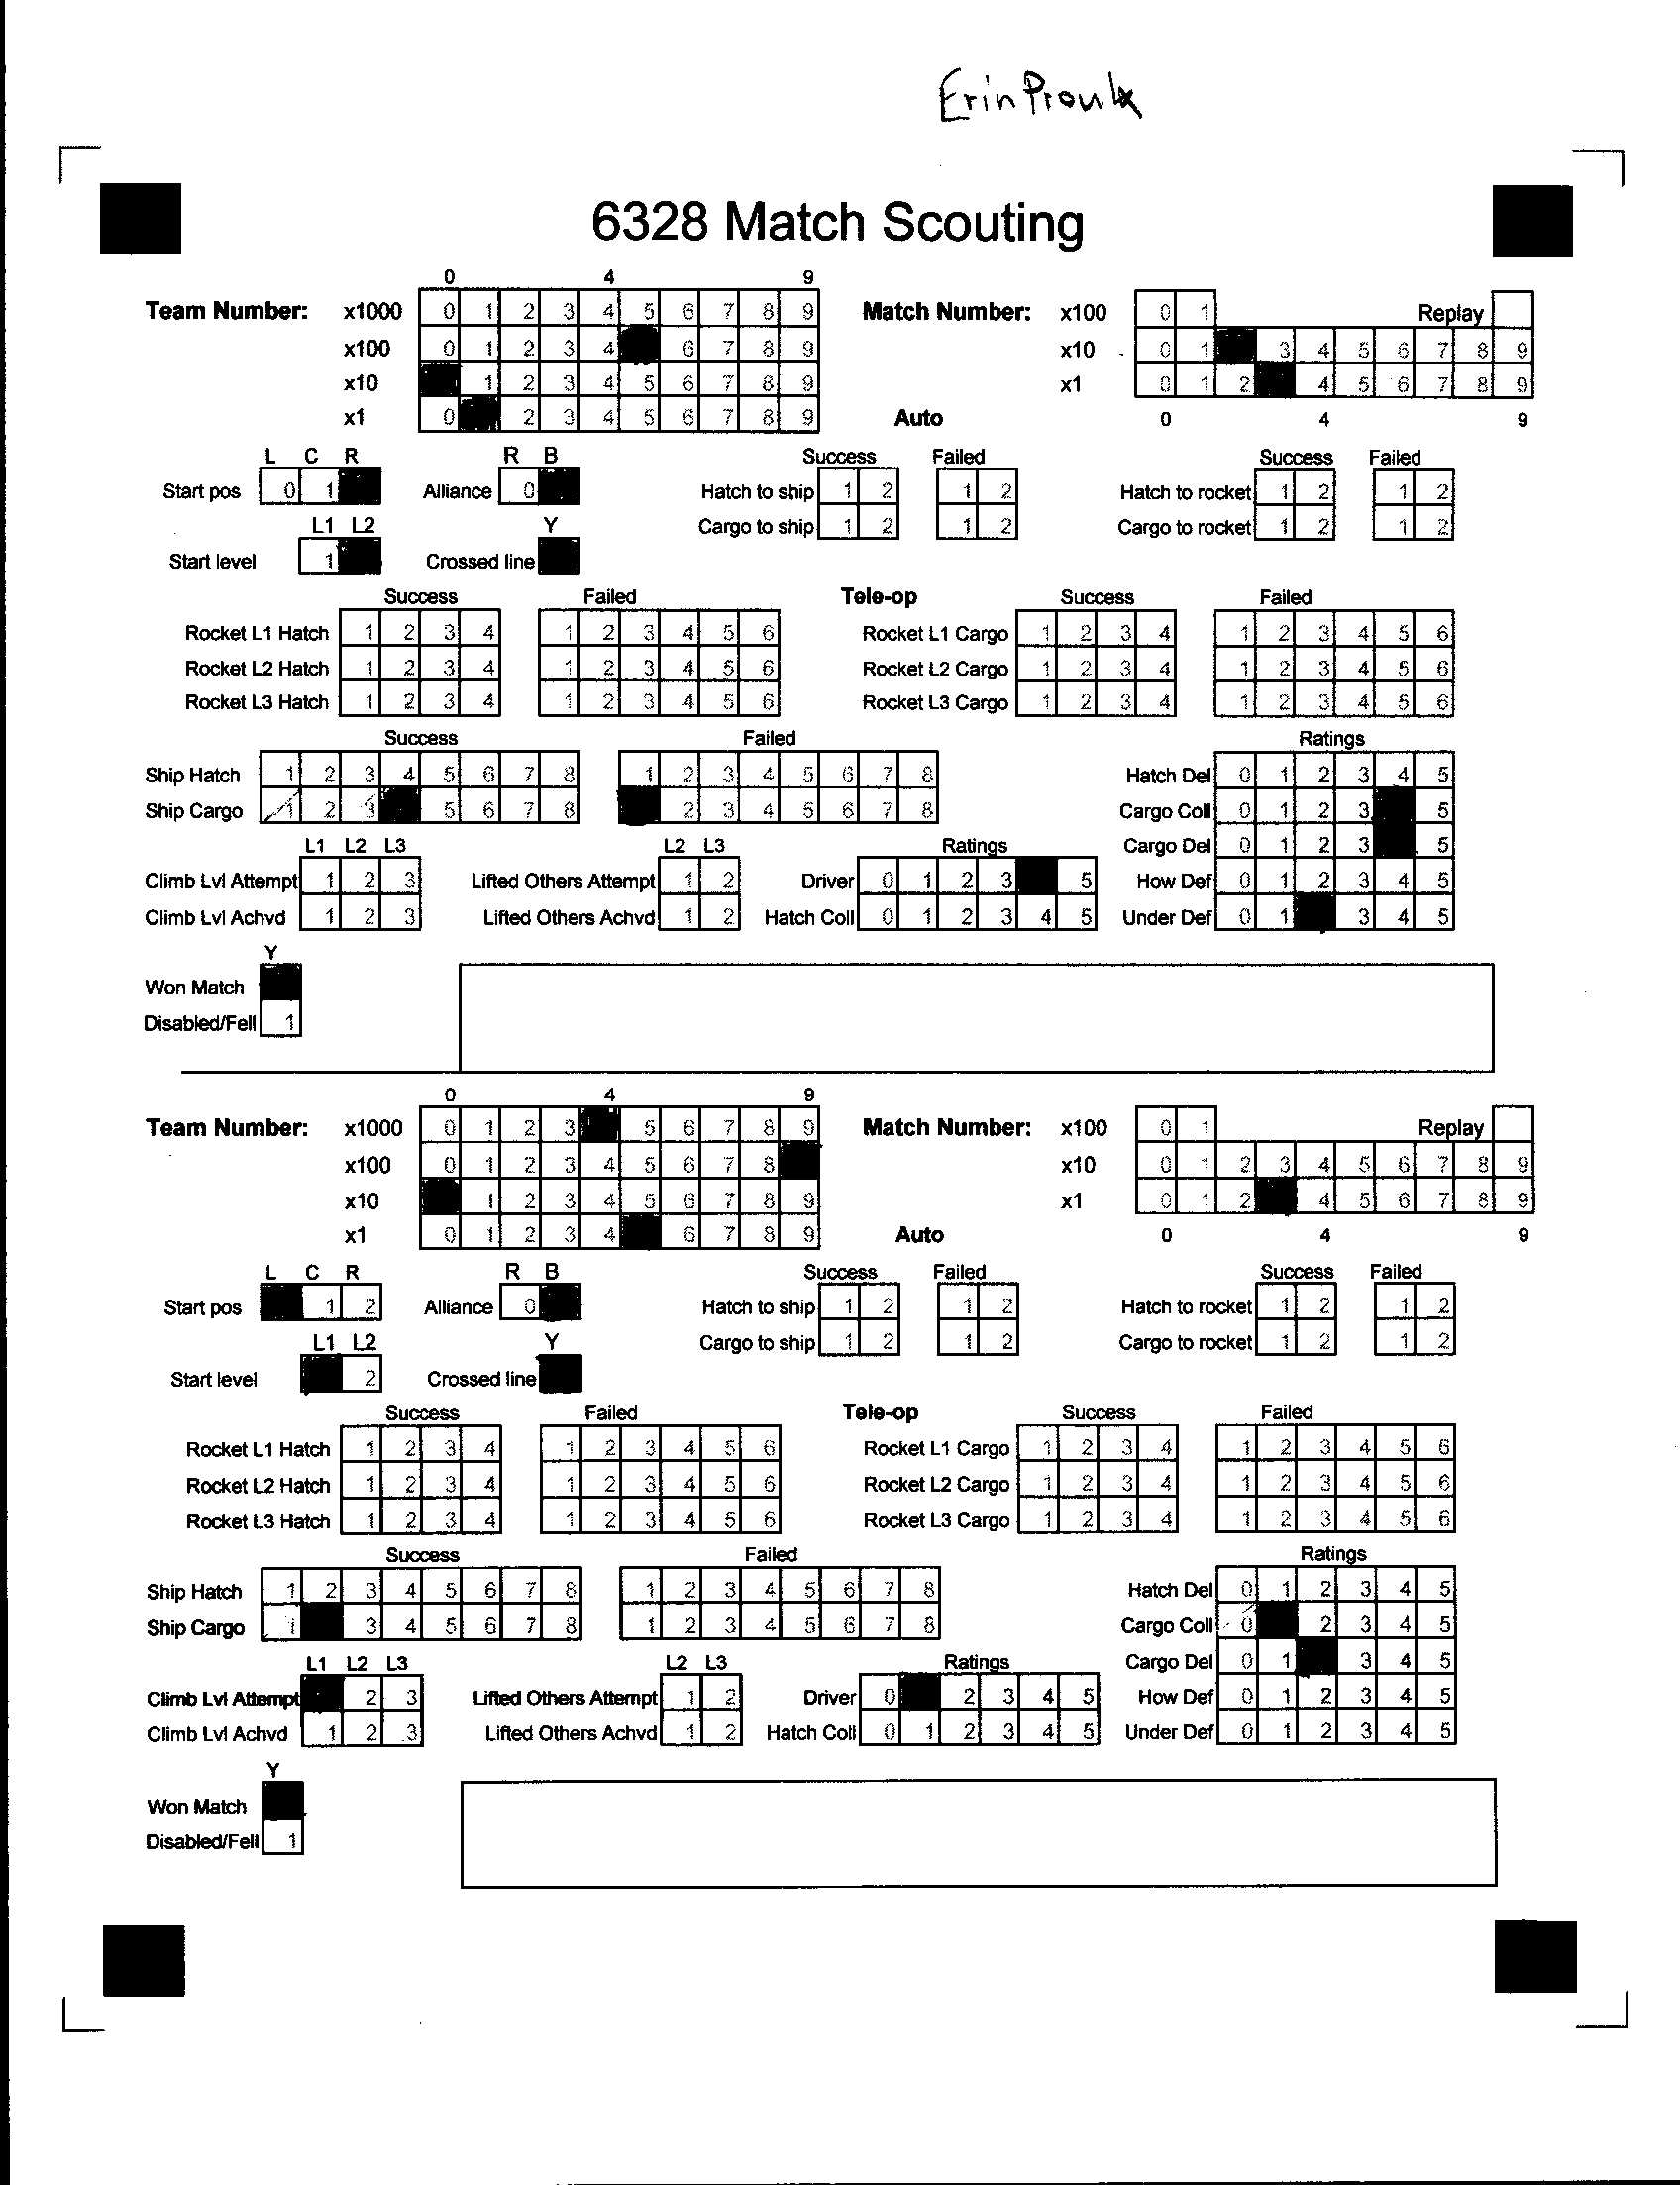 Erin Proulx
6328 Match Scouting
0 4 9
Team Number: x1000 0 1 2 3 4 5 6 7 8 9 Match Number: x100 0 1 Replay
x100 0 1 2 3 4 6 7 8 9 x10 0 1 3 4 5 6 7 8 9
x10 1 2 3 4 5 6 7 8 9 x1 0 1 2 4 5 6 7 8 9
x1 0 2 3 4 5 6 7 8 9 Auto 0 4 9
L C R R B Success Failed Success Failed
Start pos 0 1 Alliance 0 Hatch to ship 1 2 1 2 Hatch to rocket 1 2 1 2
L1 L2 Y Cargo to ship 1 2 1 2 Cargo to rocket 1 2 1 2
Start level 1 Crossed line
Success Failed Tele-op Success Failed
Rocket L1 Hatch 1 2 3 4 1 2 3 4 5 6 Rocket L1 Cargo 1 2 3 4 1 2 3 4 5 6
Rocket L2 Hatch 1 2 3 4 1 2 3 4 5 6 Rocket L2 Cargo 1 2 3 4 1 2 3 4 5 6
Rocket L3 Hatch 1 2 3 4 1 2 3 4 5 6 Rocket L3 Cargo 1 2 3 4 1 2 3 4 5 6
Success Failed Ratings
Ship Hatch 1 2 3 4 5 6 7 8 1 2 3 4 5 6 7 8 Hatch Del 0 1 2 3 4 5
Ship Cargo 1 2 3 5 6 7 8 2 3 4 5 6 7 8 Cargo Coll 0 1 2 3 5
L1 L2 L3 L2 L3 Ratings Cargo Del 0 1 2 3 5
Climb Lvl Attempt 1 2 3 Lifted Others Attempt 1 2 Driver 0 1 2 3 5 How Def 0 1 2 3 4 5
Climb Lvl Achvd 1 2 3 Lifted Others Achvd 1 2 Hatch Coll 0 1 2 3 4 5 Under Def 0 1 3 4 5
Y
Won Match
Disabled/Fell 1
0 4 9
Team Number: x1000 0 1 2 3 5 6 7 8 9 Match Number: x100 0 1 Replay
x100 0 1 2 3 4 5 6 7 8 x10 0 1 2 3 4 5 6 7 8 9
x10 1 2 3 4 5 6 7 8 9 x1 0 1 2 4 5 6 7 8 9
x1 0 1 2 3 4 6 7 8 9 Auto 0 4 9
L C R R B Success Failed Success Failed
Start pos 1 2 Alliance 0 Hatch to ship 1 2 1 2 Hatch to rocket 1 2 1 2
L1 L2 Y Cargo to ship 1 2 1 2 Cargo to rocket 1 2 1 2
Start level 2 Crossed line
Success Failed Tele-op Success Failed
Rocket L1 Hatch 1 2 3 4 1 2 3 4 5 6 Rocket L1 Cargo 1 2 3 4 1 2 3 4 5 6
Rocket L2 Hatch 1 2 3 4 1 2 3 4 5 6 Rocket L2 Cargo 1 2 3 4 1 2 3 4 5 6
Rocket L3 Hatch 1 2 3 4 1 2 3 4 5 6 Rocket L3 Cargo 1 2 3 4 1 2 3 4 5 6
Success Failed Ratings
Ship Hatch 1 2 3 4 5 6 7 8 1 2 3 4 5 6 7 8 Hatch Del 0 1 2 3 4 5
Ship Cargo 1 3 4 5 6 7 8 1 2 3 4 5 6 7 8 Cargo Coll 0 2 3 4 5
L1 L2 L3 L2 L3 Ratings Cargo Del 0 1 3 4 5
Climb Lvl Attempt 2 3 Lifted Others Attempt 1 2 Driver 0 2 3 4 5 How Def 0 1 2 3 4 5
Climb Lvl Achvd 1 2 3 Lifted Others Achvd 1 2 Hatch Coll 0 1 2 3 4 5 Under Def 0 1 2 3 4 5
Y
Won Match
Disabled/Fell 1